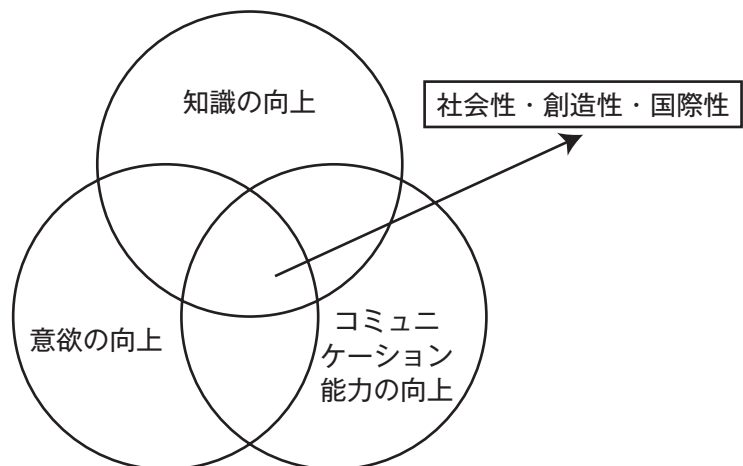 知識の向上
社会性・創造性・国際性
意欲の向上
コミュニ
ケーション
能力の向上